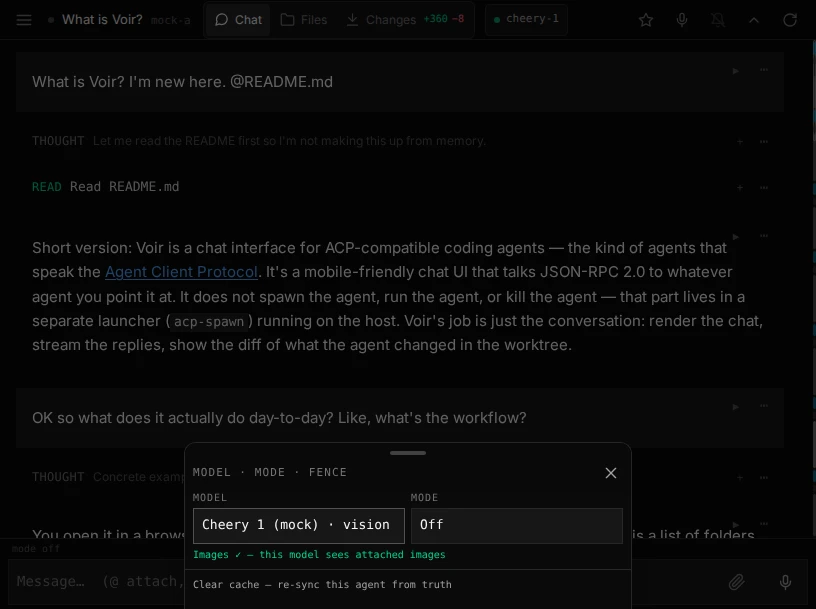 What is Voir? mock-a Chat Files Changes +360 −8 cheery-1
What is Voir? I'm new here. @README.md
THOUGHT Let me read the README first so I'm not making this up from memory.
READ Read README.md
Short version: Voir is a chat interface for ACP-compatible coding agents — the kind of agents that
speak the Agent Client Protocol. It's a mobile-friendly chat UI that talks JSON-RPC 2.0 to whatever
agent you point it at. It does not spawn the agent, run the agent, or kill the agent — that part lives in a
separate launcher (acp-spawn) running on the host. Voir's job is just the conversation: render the chat,
stream the replies, show the diff of what the agent changed in the worktree.
OK so what does it actually do day-to-day? Like, what's the workflow?
THOUGHT Concrete
You open it in a is a list of folders
mode off
Message… (@ attach,
MODEL · MODE · FENCE
MODEL MODE
Cheery 1 (mock) · vision Off
Images ✓ — this model sees attached images
Clear cache — re-sync this agent from truth